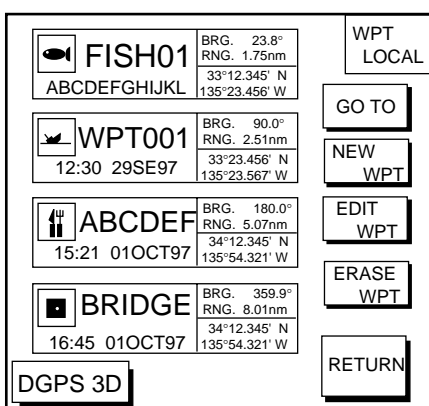 FISH01
ABCDEFGHIJKL
BRG. 23.8°
RNG. 1.75nm
33°12.345' N
135°23.456' W
WPT001
12:30 29SE97
BRG. 90.0°
RNG. 2.51nm
33°23.456' N
135°23.567' W
ABCDEF
15:21 01OCT97
BRG. 180.0°
RNG. 5.07nm
34°12.345' N
135°54.321' W
BRIDGE
16:45 01OCT97
BRG. 359.9°
RNG. 8.01nm
34°12.345' N
135°54.321' W
DGPS 3D
WPT
LOCAL
GO TO
NEW
WPT
EDIT
WPT
ERASE
WPT
RETURN